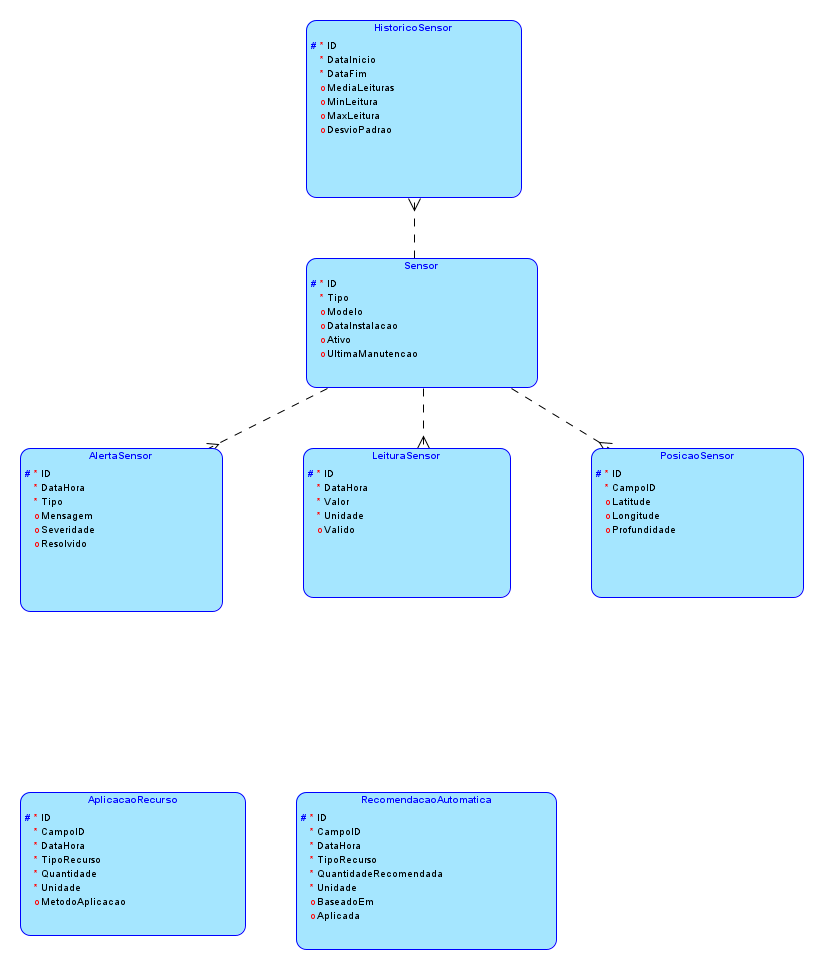 HistoricoSensor
# * ID
* DataInicio
* DataFim
o MediaLeituras
o MinLeitura
o MaxLeitura
o DesvioPadrao
Sensor
# * ID
* Tipo
o Modelo
o DataInstalacao
o Ativo
o UltimaManutencao
AlertaSensor
# * ID
* DataHora
* Tipo
o Mensagem
o Severidade
o Resolvido
LeituraSensor
# * ID
* DataHora
* Valor
* Unidade
o Valido
PosicaoSensor
# * ID
* CampoID
o Latitude
o Longitude
o Profundidade
AplicacaoRecurso
# * ID
* CampoID
* DataHora
* TipoRecurso
* Quantidade
* Unidade
o MetodoAplicacao
RecomendacaoAutomatica
# * ID
* CampoID
* DataHora
* TipoRecurso
* QuantidadeRecomendada
* Unidade
o BaseadoEm
o Aplicada